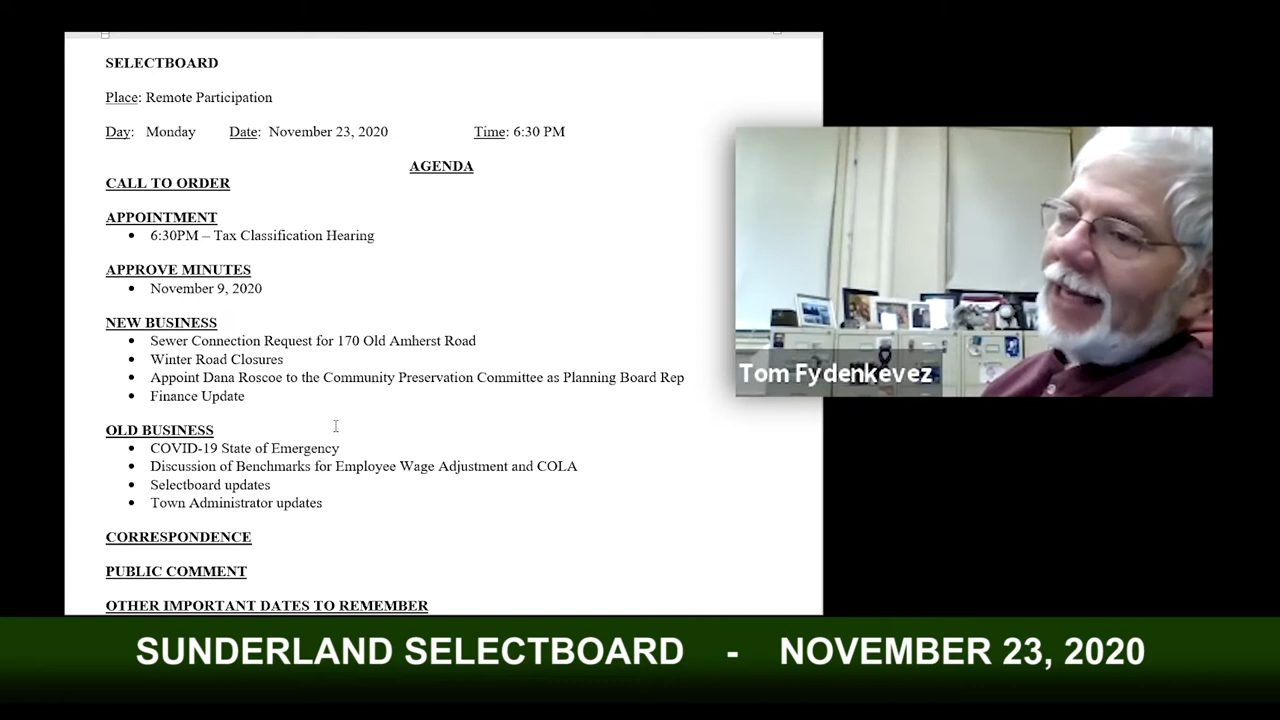 SELECTBOARD
Place: Remote Participation
Day: Monday Date: November 23, 2020 Time: 6:30 PM
AGENDA
CALL TO ORDER
APPOINTMENT
• 6:30PM – Tax Classification Hearing
APPROVE MINUTES
• November 9, 2020
NEW BUSINESS
• Sewer Connection Request for 170 Old Amherst Road
• Winter Road Closures
• Appoint Dana Roscoe to the Community Preservation Committee as Planning Board Rep
• Finance Update
OLD BUSINESS
• COVID-19 State of Emergency
• Discussion of Benchmarks for Employee Wage Adjustment and COLA
• Selectboard updates
• Town Administrator updates
CORRESPONDENCE
PUBLIC COMMENT
OTHER IMPORTANT DATES TO REMEMBER
Tom Fydenkevez
SUNDERLAND SELECTBOARD - NOVEMBER 23, 2020